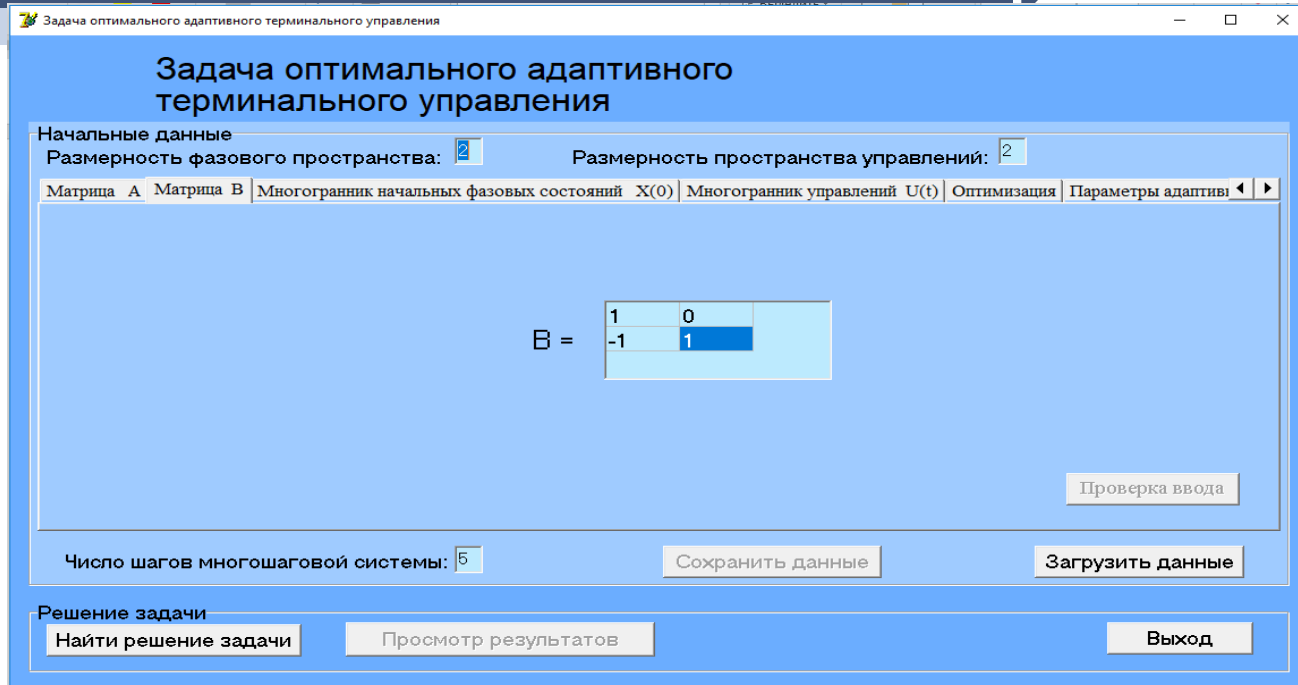 Задача оптимального адаптивного терминального управления
Задача оптимального адаптивного
терминального управления
Начальные данные
Размерность фазового пространства: 2 Размерность пространства управлений: 2
Матрица A Матрица B Многогранник начальных фазовых состояний X(0) Многогранник управлений U(t) Оптимизация Параметры
1 0
B = -1 1
Проверка ввода
Число шагов многошаговой системы: 5 Сохранить данные Загрузить данные
Решение задачи
Найти решение задачи Просмотр результатов Выход